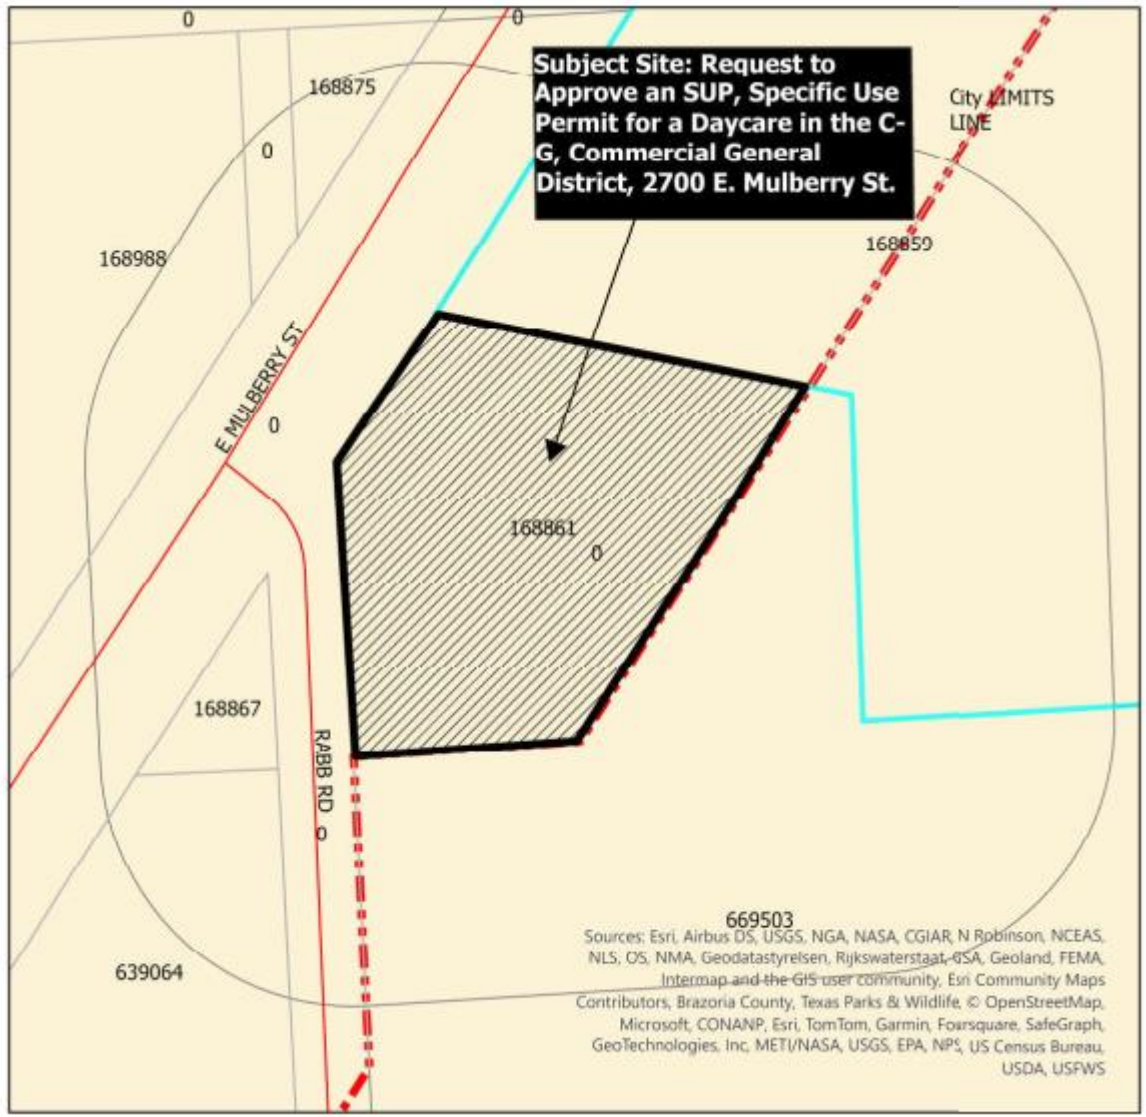 0
0
Subject Site: Request to
Approve an SUP, Specific Use
Permit for a Daycare in the C-
G, Commercial General
District, 2700 E. Mulberry St.
168875
City LIMITS
LINE
0
168859
168988
E MULBERRY ST
0
168861
0
168867
RABB RD
0
669503
639064
Sources: Esri, Airbus DS, USGS, NGA, NASA, CGIAR, N Robinson, NCEAS,
NLS, OS, NMA, Geodatastyrelsen, Rijkswaterstaat, GSA, Geoland, FEMA,
Intermap and the GIS user community, Esri Community Maps
Contributors, Brazoria County, Texas Parks & Wildlife, © OpenStreetMap,
Microsoft, CONANP, Esri, TomTom, Garmin, Foursquare, SafeGraph,
GeoTechnologies, Inc, METI/NASA, USGS, EPA, NPS, US Census Bureau,
USDA, USFWS